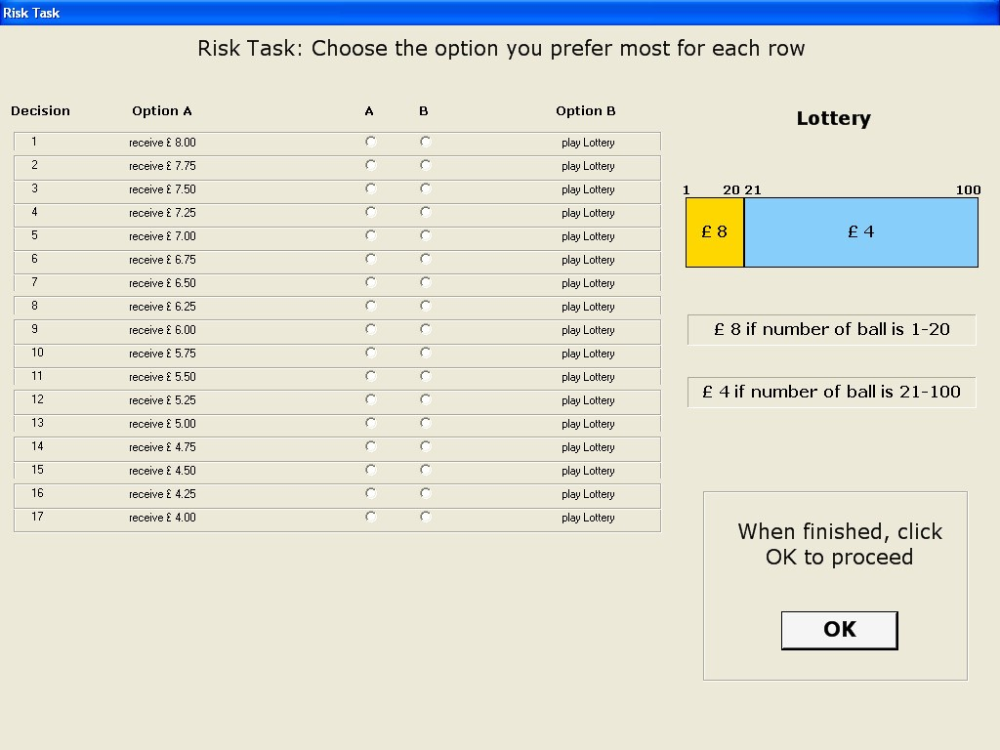 Risk Task
Risk Task: Choose the option you prefer most for each row
Decision Option A A B Option B
1 receive £ 8.00 play Lottery
2 receive £ 7.75 play Lottery
3 receive £ 7.50 play Lottery
4 receive £ 7.25 play Lottery
5 receive £ 7.00 play Lottery
6 receive £ 6.75 play Lottery
7 receive £ 6.50 play Lottery
8 receive £ 6.25 play Lottery
9 receive £ 6.00 play Lottery
10 receive £ 5.75 play Lottery
11 receive £ 5.50 play Lottery
12 receive £ 5.25 play Lottery
13 receive £ 5.00 play Lottery
14 receive £ 4.75 play Lottery
15 receive £ 4.50 play Lottery
16 receive £ 4.25 play Lottery
17 receive £ 4.00 play Lottery
Lottery
1 20 21 100
£ 8 £ 4
£ 8 if number of ball is 1-20
£ 4 if number of ball is 21-100
When finished, click
OK to proceed
OK